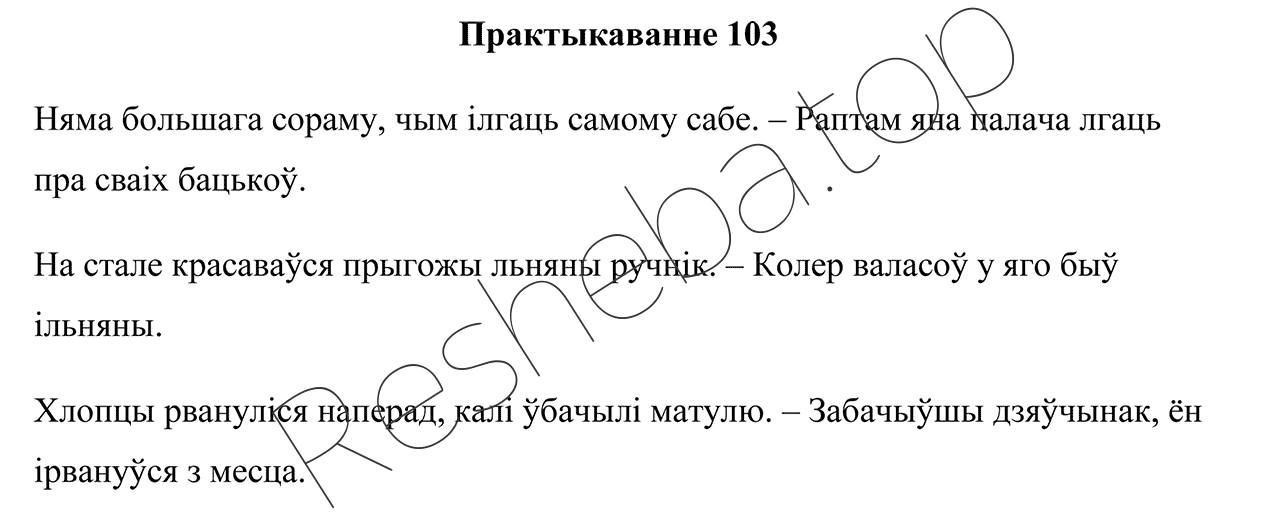 Практыкаванне 103
Няма большага сораму, чым ілгаць самому сабе. – Раптам яна палача лгаць
пра сваіх бацькоў.
На стале красаваўся прыгожы льняны ручнік. – Колер валасоў у яго быў
ільняны.
Хлопцы рвануліся наперад, калі ўбачылі матулю. – Забачыўшы дзяўчынак, ён
ірвануўся з месца.
Resheba.top